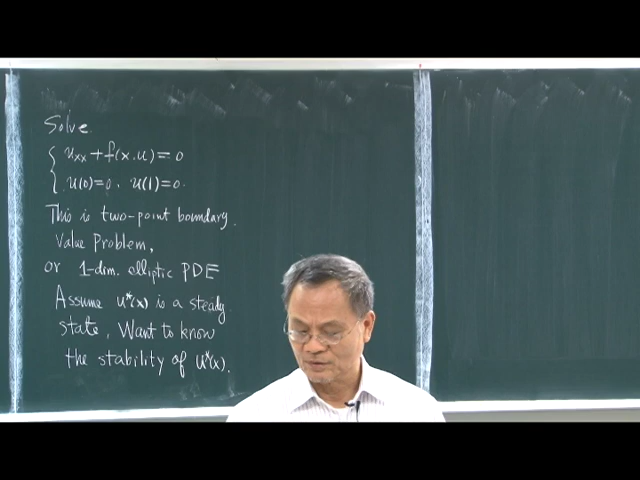 Solve
u_xx + f(x.u) = 0
u(0)=0. u(1)=0.
This is two-point boundary.
Value Problem,
or 1-dim. elliptic PDE
Assume u*(x) is a steady
state, Want to know
the stability of u*(x).